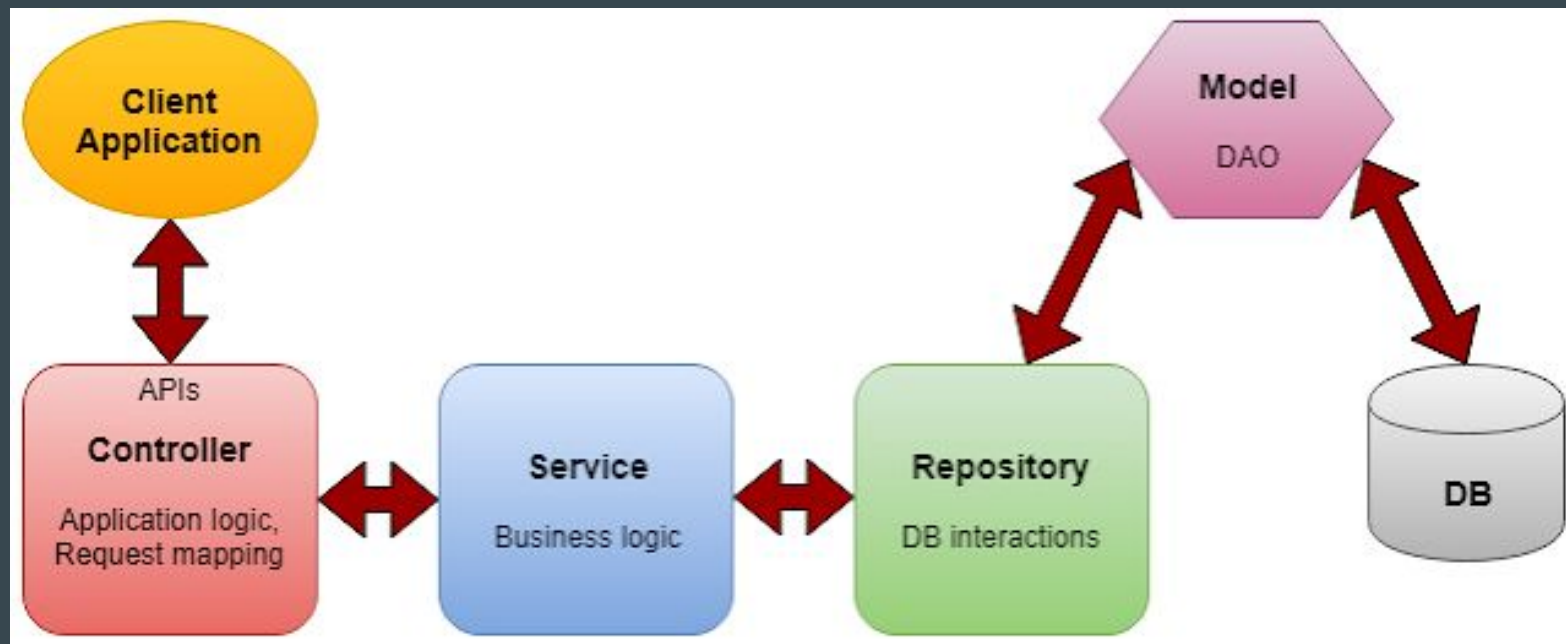 Client
Application
Model
DAO
APIs
Controller
Application logic,
Request mapping
Service
Business logic
Repository
DB interactions
DB